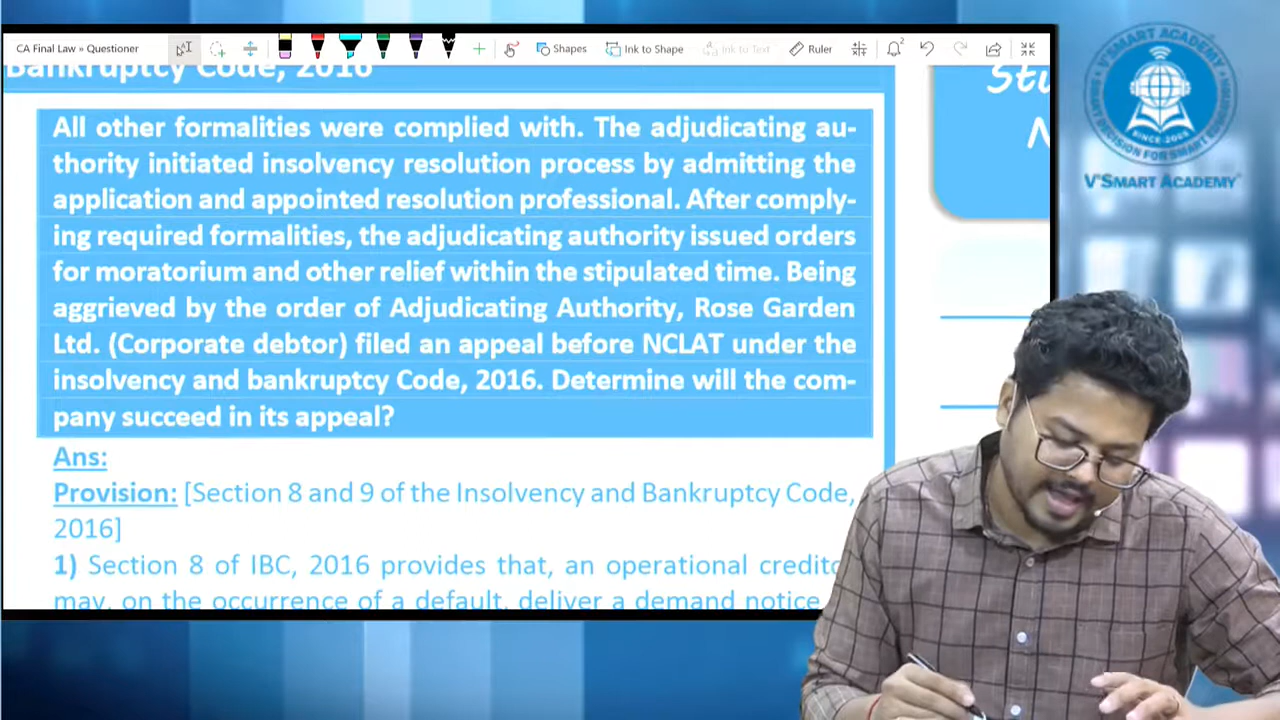 CA Final Law » Questioner
Shapes
Ink to Shape
Ink to Text
Ruler
2
Bankruptcy Code, 2016
All other formalities were complied with. The adjudicating au-
thority initiated insolvency resolution process by admitting the
application and appointed resolution professional. After comply-
ing required formalities, the adjudicating authority issued orders
for moratorium and other relief within the stipulated time. Being
aggrieved by the order of Adjudicating Authority, Rose Garden
Ltd. (Corporate debtor) filed an appeal before NCLAT under the
insolvency and bankruptcy Code, 2016. Determine will the com-
pany succeed in its appeal?
Ans:
Provision: [Section 8 and 9 of the Insolvency and Bankruptcy Code,
2016]
1) Section 8 of IBC, 2016 provides that, an operational
may, on the occurrence of a default, deliver a demand notice
V'SMART ACADEMY
SINCE 2005
V'SMART ACADEMY